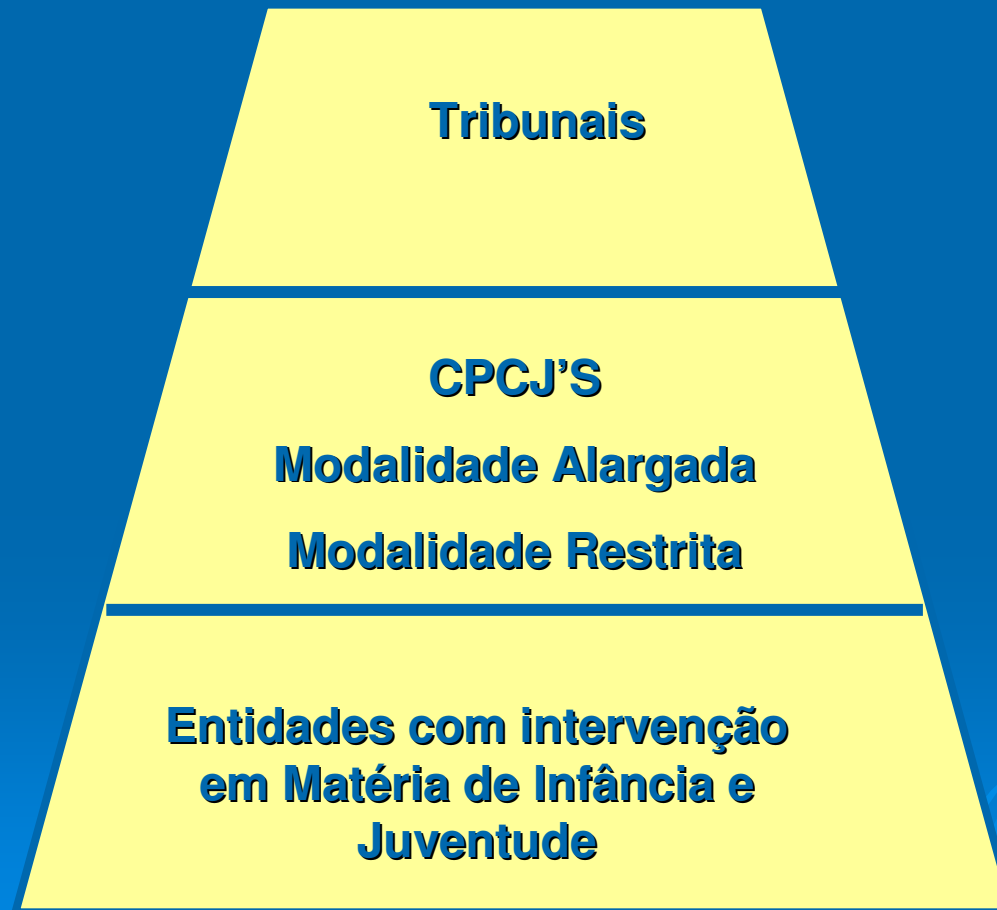 Tribunais
CPCJ’S
Modalidade Alargada
Modalidade Restrita
Entidades com intervenção
em Matéria de Infância e
Juventude